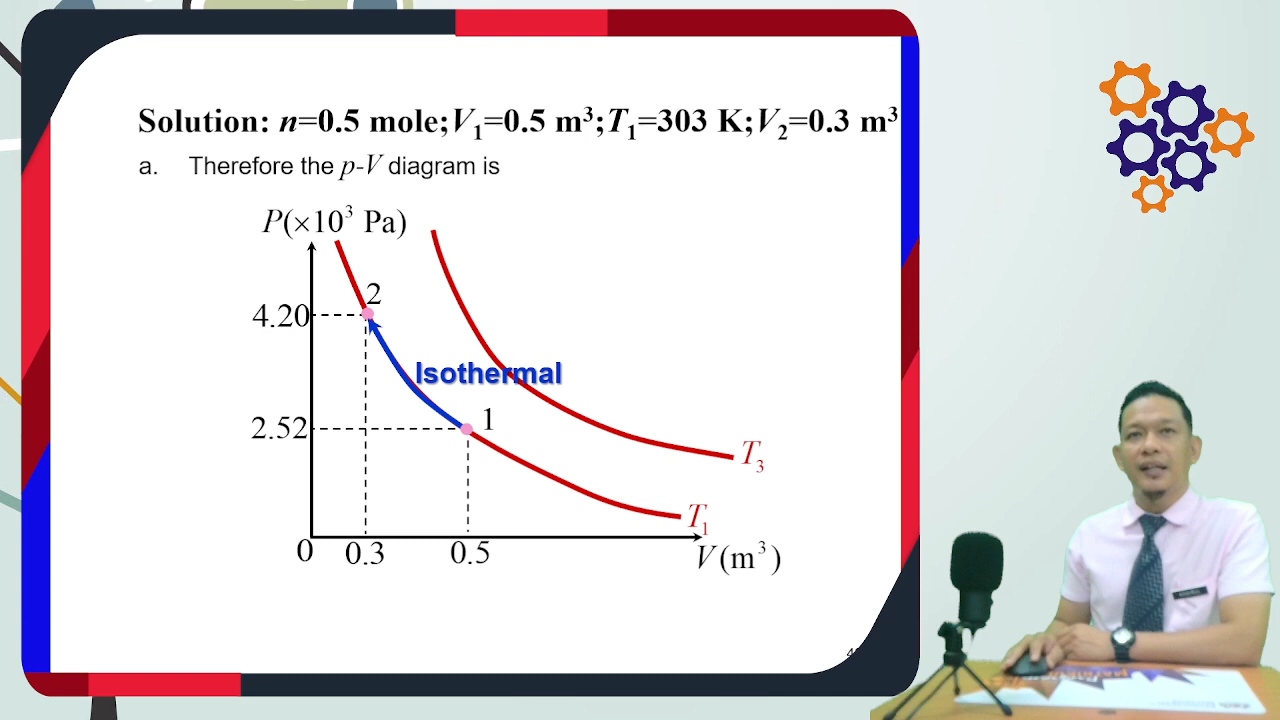 Solution: n=0.5 mole;V₁=0.5 m³;T₁=303 K;V₂=0.3 m³
a. Therefore the p-V diagram is
P(×10³ Pa)
2
4.20
Isothermal
1
2.52
T₃
T₁
0 0.3 0.5 V(m³)